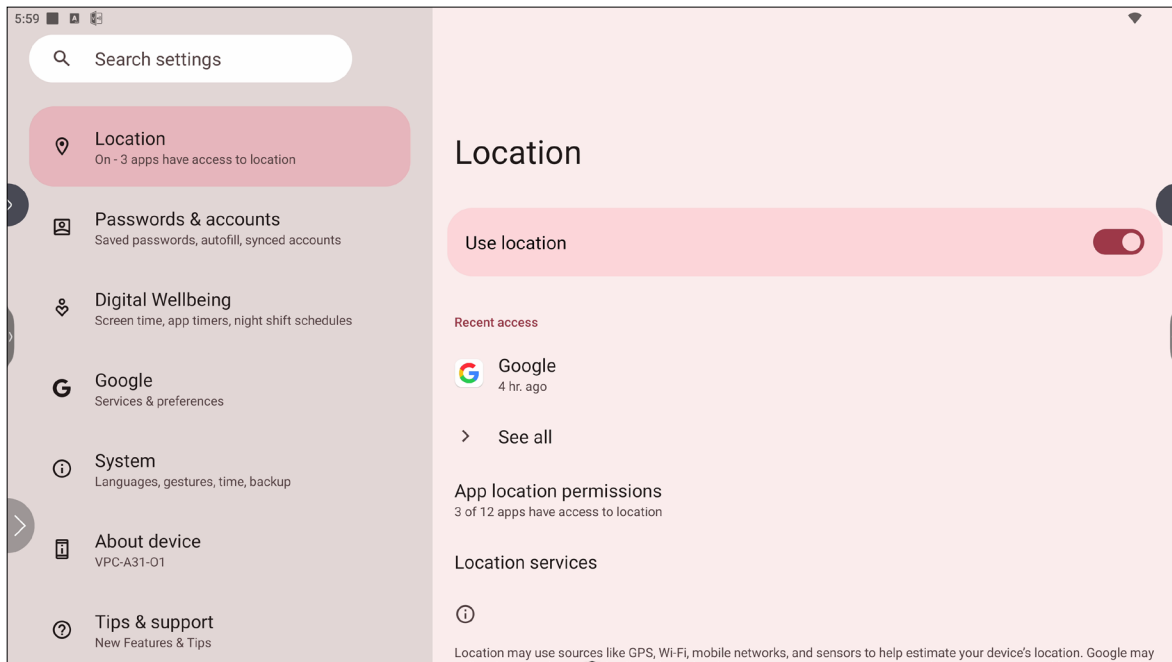 5:59
Search settings
Location
On - 3 apps have access to location
Passwords & accounts
Saved passwords, autofill, synced accounts
Digital Wellbeing
Screen time, app timers, night shift schedules
Google
Services & preferences
System
Languages, gestures, time, backup
About device
VPC-A31-O1
Tips & support
New Features & Tips
Location
Use location
Recent access
Google
4 hr. ago
See all
App location permissions
3 of 12 apps have access to location
Location services
Location may use sources like GPS, Wi-Fi, mobile networks, and sensors to help estimate your device's location. Google may